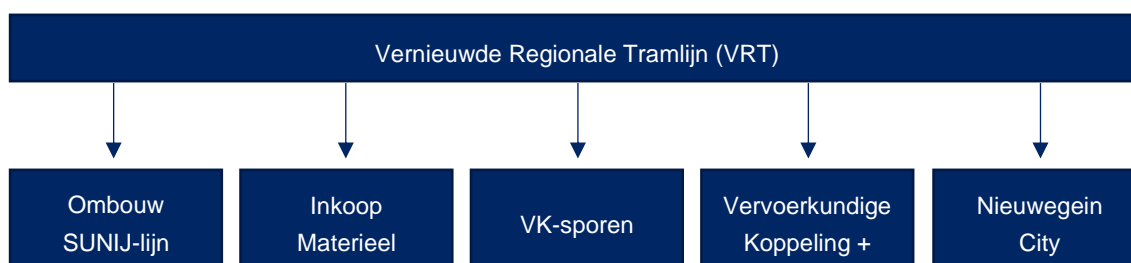 Vernieuwde Regionale Tramlijn (VRT)
Ombouw
SUNIJ-lijn
Inkoop
Materieel
VK-sporen
Vervoerkundige
Koppeling +
Nieuwegein
City